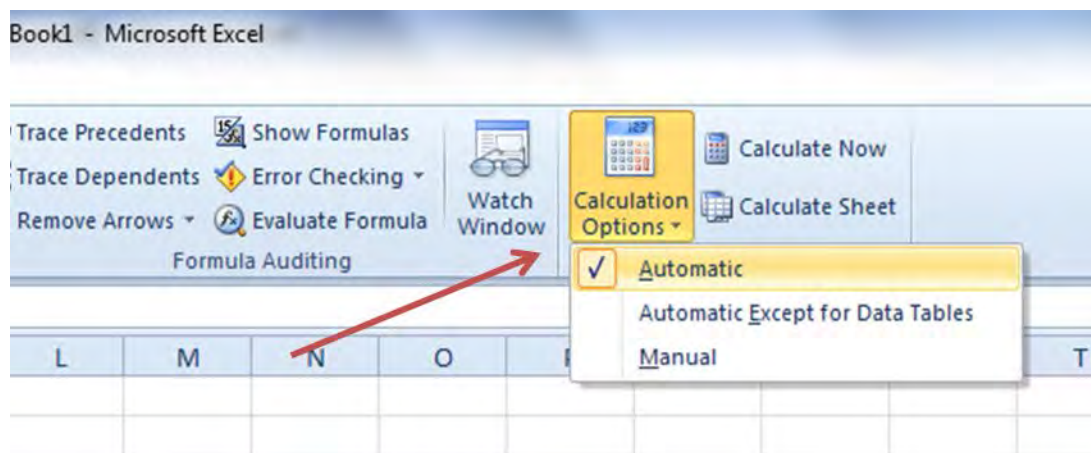 Book1 - Microsoft Excel
Trace Precedents
Show Formulas
Trace Dependents
Error Checking
Remove Arrows
Evaluate Formula
Formula Auditing
Watch
Window
123
Calculation
Options
Calculate Now
Calculate Sheet
Automatic
Automatic Except for Data Tables
Manual
L M N O T